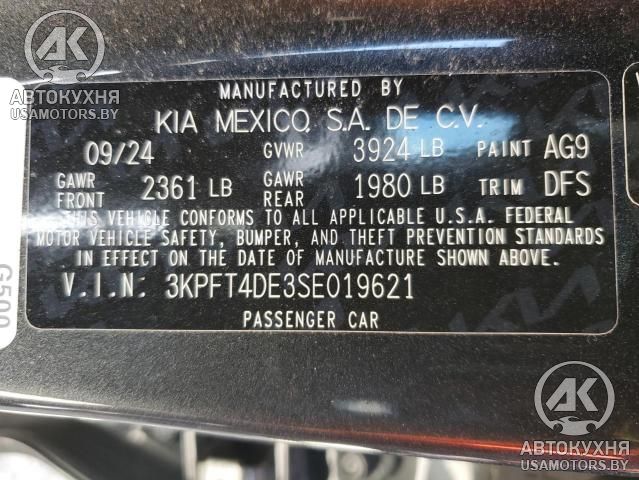 AK
АВТОКУХНЯ
USAMOTORS.BY
MANUFACTURED BY
KIA MEXICO, S.A. DE C.V.
09/24 GVWR 3924 LB PAINT AG9
GAWR FRONT 2361 LB GAWR REAR 1980 LB TRIM DFS
THIS VEHICLE CONFORMS TO ALL APPLICABLE U.S.A. FEDERAL
MOTOR VEHICLE SAFETY, BUMPER, AND THEFT PREVENTION STANDARDS
IN EFFECT ON THE DATE OF MANUFACTURE SHOWN ABOVE.
V.I.N: 3KPFT4DE3SE019621
PASSENGER CAR
G500
AK
АВТОКУХНЯ
USAMOTORS.BY